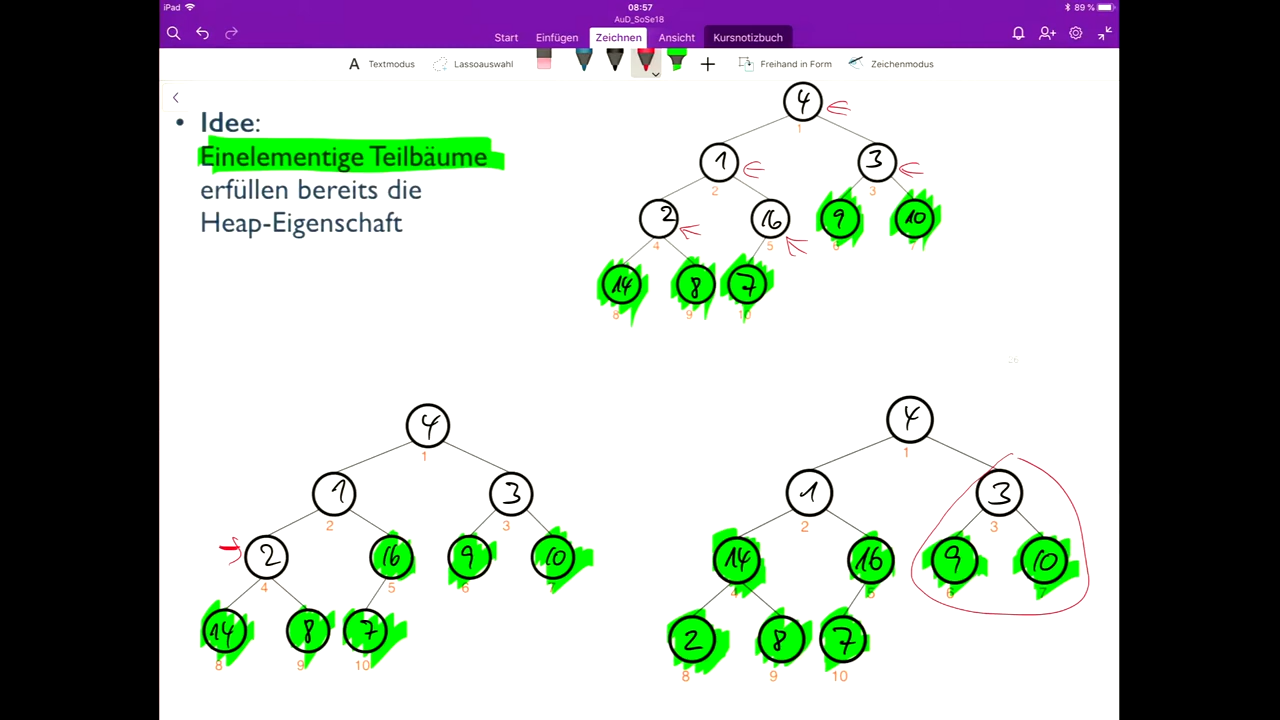 iPad
08:57
89 %
AuD_SoSe18
Start Einfügen Zeichnen Ansicht Kursnotizbuch
A Textmodus Lassoauswahl Freihand in Form Zeichenmodus
• Idee:
Einelementige Teilbäume
erfüllen bereits die
Heap-Eigenschaft
4
1
1 3
2 3
2 16 9 10
4 5 6 7
14 8 7
8 9 10
4
1
1 3
2 3
2 16 9 10
4 5 6 7
14 8 7
8 9 10
4
1
1 3
2 3
14 16 9 10
4 5 6 7
2 8 7
8 9 10